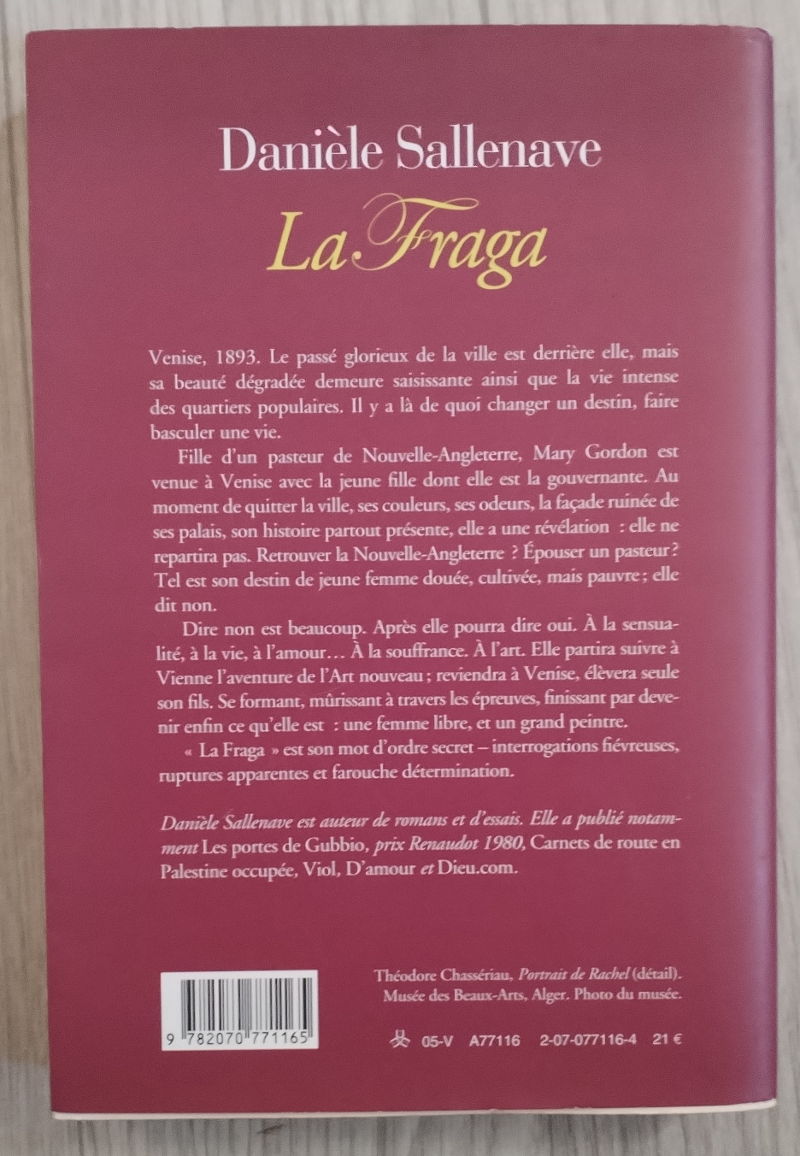 Danièle Sallenave
La Fraga
Venise, 1893. Le passé glorieux de la ville est derrière elle, mais
sa beauté dégradée demeure saisissante ainsi que la vie intense
des quartiers populaires. Il y a là de quoi changer un destin, faire
basculer une vie.
Fille d'un pasteur de Nouvelle-Angleterre, Mary Gordon est
venue à Venise avec la jeune fille dont elle est la gouvernante. Au
moment de quitter la ville, ses couleurs, ses odeurs, la façade ruinée de
ses palais, son histoire partout présente, elle a une révélation : elle ne
repartira pas. Retrouver la Nouvelle-Angleterre ? Épouser un pasteur ?
Tel est son destin de jeune femme douée, cultivée, mais pauvre ; elle
dit non.
Dire non est beaucoup. Après elle pourra dire oui. À la sensua-
lité, à la vie, à l'amour… À la souffrance. À l'art. Elle partira suivre à
Vienne l'aventure de l'Art nouveau ; reviendra à Venise, élèvera seule
son fils. Se formant, mûrissant à travers les épreuves, finissant par deve-
nir enfin ce qu'elle est : une femme libre, et un grand peintre.
« La Fraga » est son mot d'ordre secret – interrogations fiévreuses,
ruptures apparentes et farouche détermination.
Danièle Sallenave est auteur de romans et d'essais. Elle a publié notam-
ment Les portes de Gubbio, prix Renaudot 1980, Carnets de route en
Palestine occupée, Viol, D'amour et Dieu.com.
Théodore Chassériau, Portrait de Rachel (détail).
Musée des Beaux-Arts, Alger. Photo du musée.
9 782070 771165
05-V A77116 2-07-077116-4 21 €